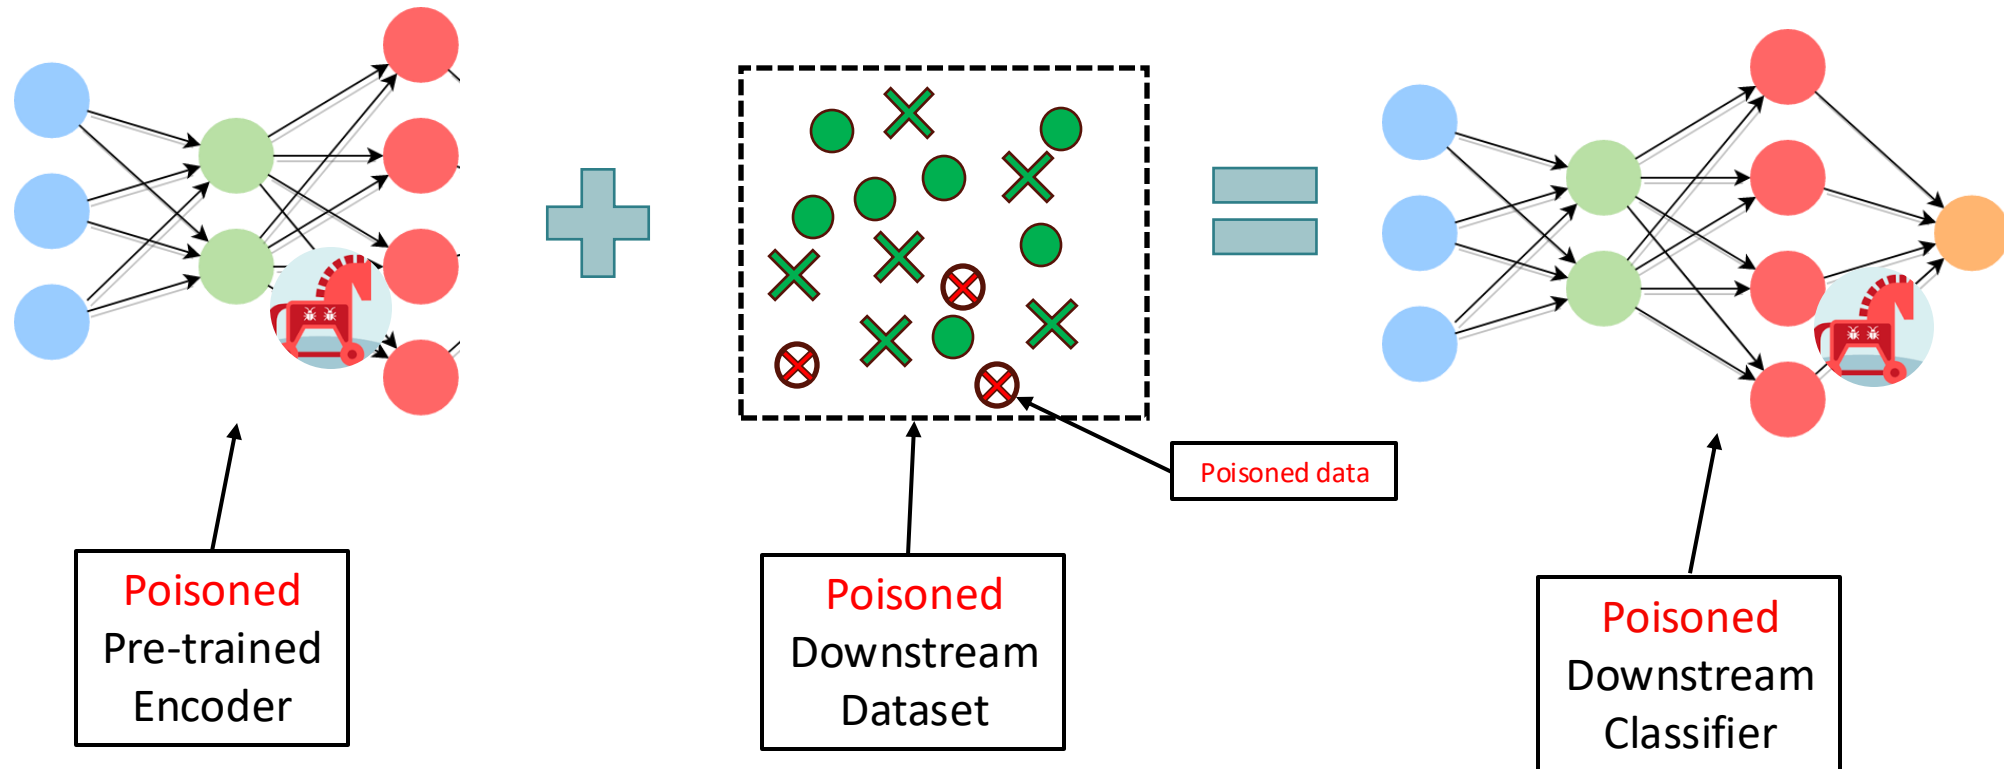 Poisoned data
Poisoned
Pre-trained
Encoder
Poisoned
Downstream
Dataset
Poisoned
Downstream
Classifier